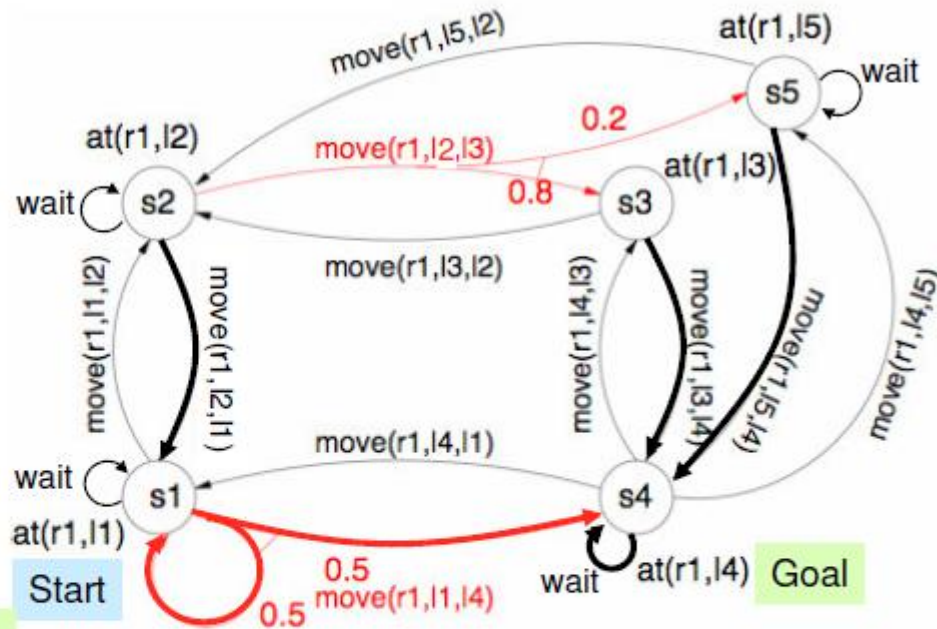 move(r1,l5,l2)
at(r1,l5)
s5
wait
at(r1,l2)
move(r1,l2,l3)
0.2
0.8
at(r1,l3)
wait
s2
s3
move(r1,l3,l2)
move(r1,l1,l2)
move(r1,l2,l1)
move(r1,l4,l3)
move(r1,l3,l4)
move(r1,l5,l4)
move(r1,l4,l5)
move(r1,l4,l1)
wait
s1
s4
at(r1,l1)
Start
0.5
0.5
move(r1,l1,l4)
wait
at(r1,l4)
Goal